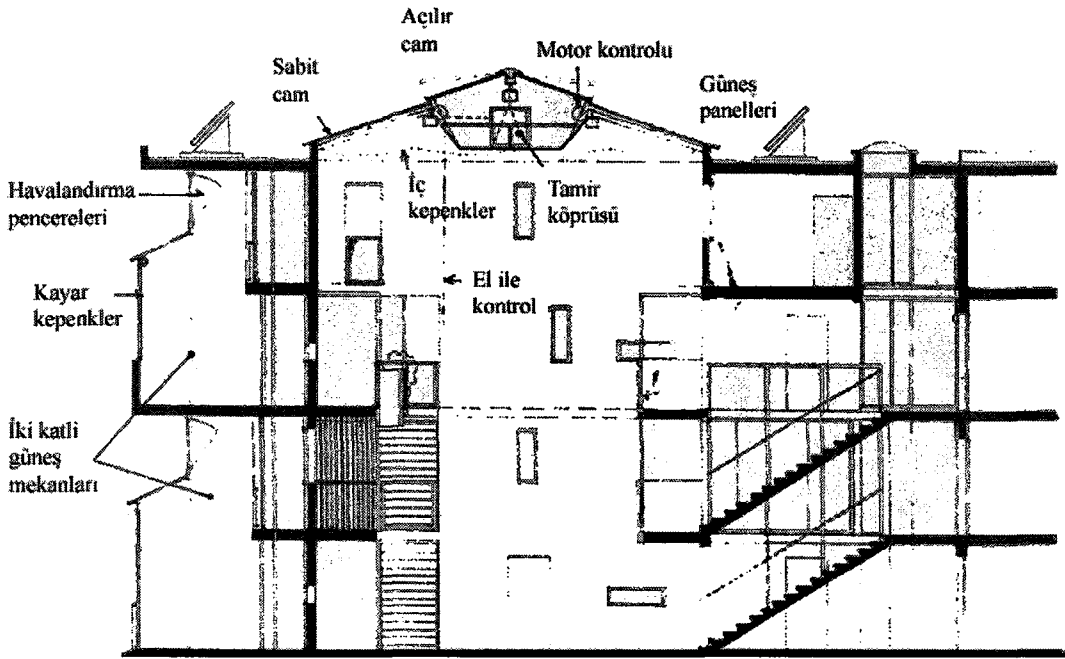 Açılır
cam
Motor kontrolu
Sabit
cam
Güneş
panelleri
Havalandırma
pencereleri
İç
kepenkler
Tamir
köprüsü
Kayar
kepenkler
El ile
kontrol
İki katli
güneş
mekanları